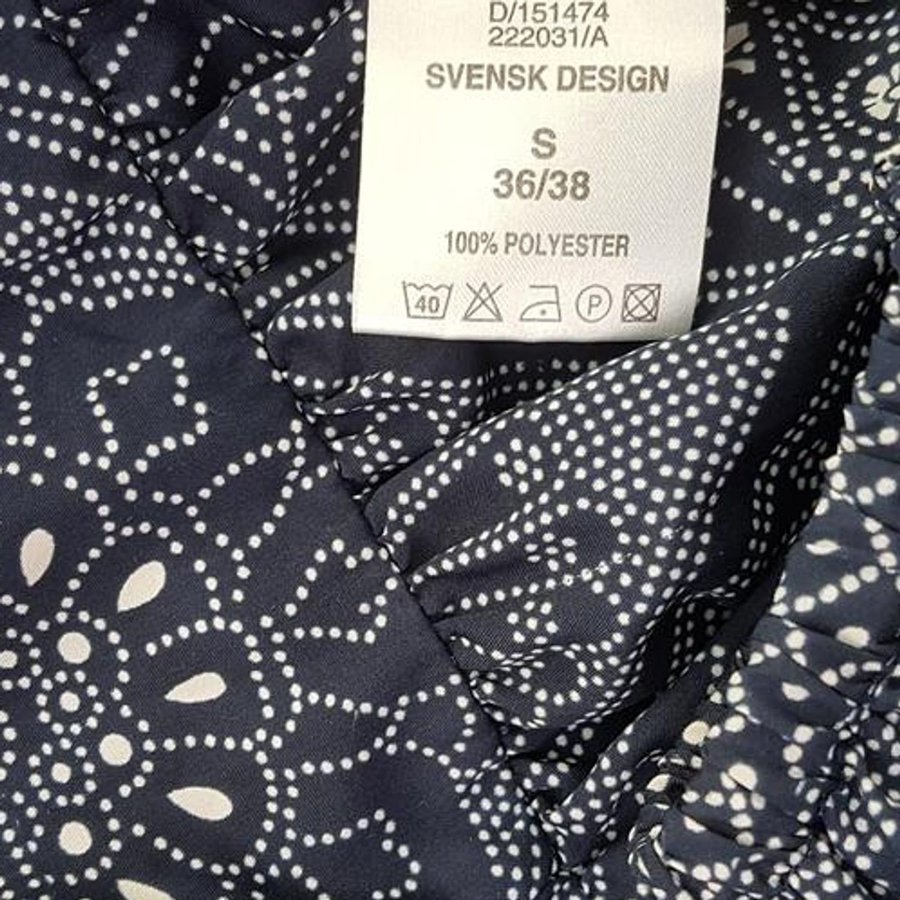 D/151474
222031/A
SVENSK DESIGN
S
36/38
100% POLYESTER
40 P